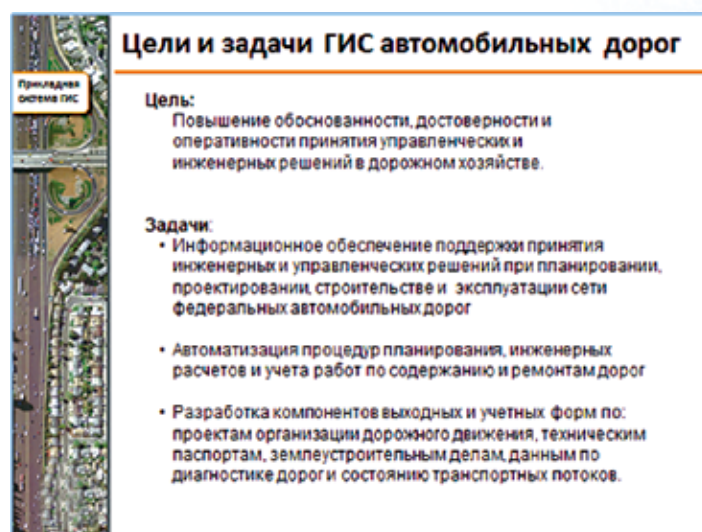 Цели и задачи ГИС автомобильных дорог
Прикладная
система ГИС
Цель:
Повышение обоснованности, достоверности и
оперативности принятия управленческих и
инженерных решений в дорожном хозяйстве.
Задачи:
• Информационное обеспечение поддержки принятия
инженерных и управленческих решений при планировании,
проектировании, строительстве и эксплуатации сети
федеральных автомобильных дорог
• Автоматизация процедур планирования, инженерных
расчетов и учета работ по содержанию и ремонтам дорог
• Разработка компонентов выходных и учетных форм по:
проектам организации дорожного движения, техническим
паспортам, землеустроительным делам, данным по
диагностике дорог и состоянию транспортных потоков.